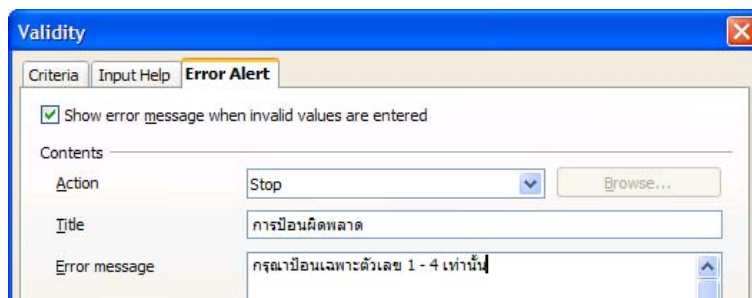 Validity
Criteria Input Help Error Alert
Show error message when invalid values are entered
Contents
Action Stop Browse...
Title การป้อนผิดพลาด
Error message กรุณาป้อนเฉพาะตัวเลข 1 - 4 เท่านั้น